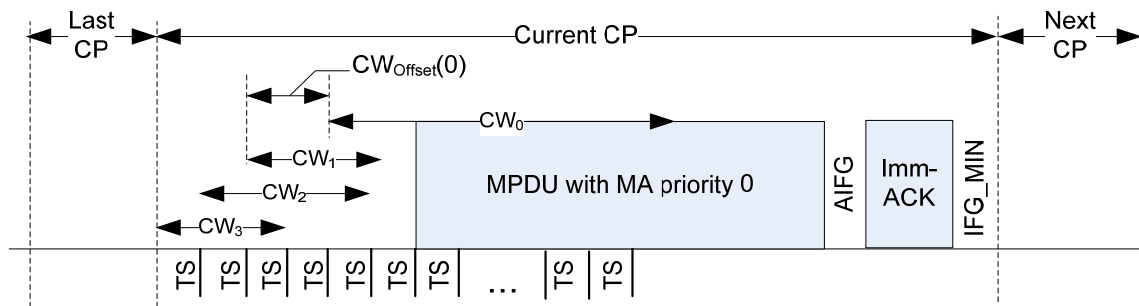 Last CP
Current CP
Next CP
CW_Offset(0)
CW₀
CW₁
CW₂
CW₃
MPDU with MA priority 0
AIFG
Imm-ACK
IFG_MIN
TS TS TS TS TS TS TS ... TS TS